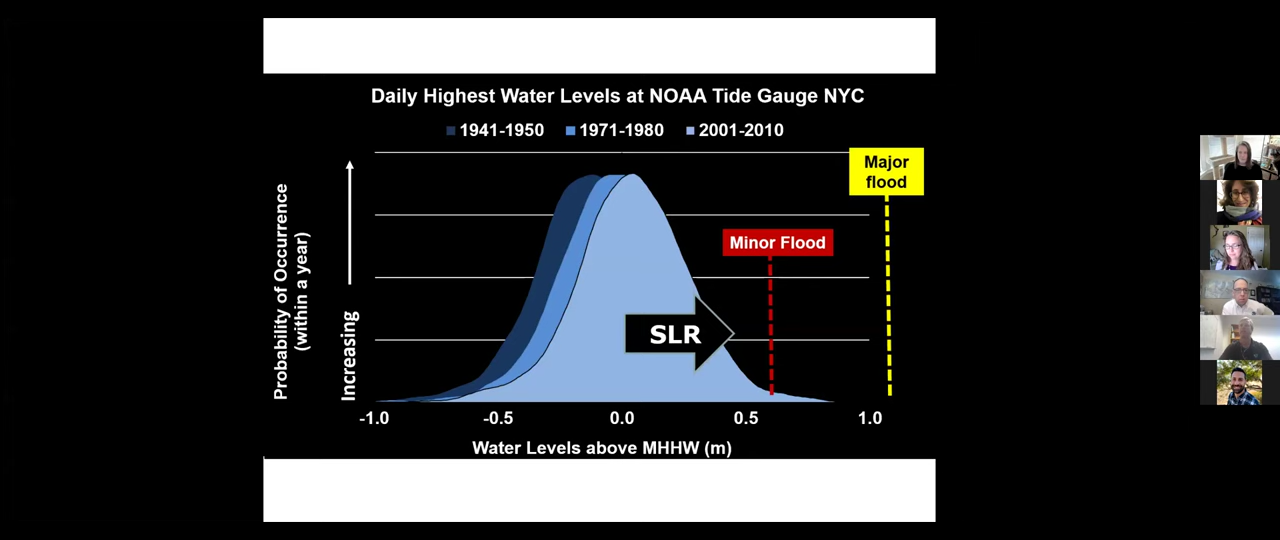 Daily Highest Water Levels at NOAA Tide Gauge NYC
1941-1950 1971-1980 2001-2010
Major
flood
Minor Flood
SLR
Probability of Occurrence
(within a year)
Increasing
-1.0 -0.5 0.0 0.5 1.0
Water Levels above MHHW (m)